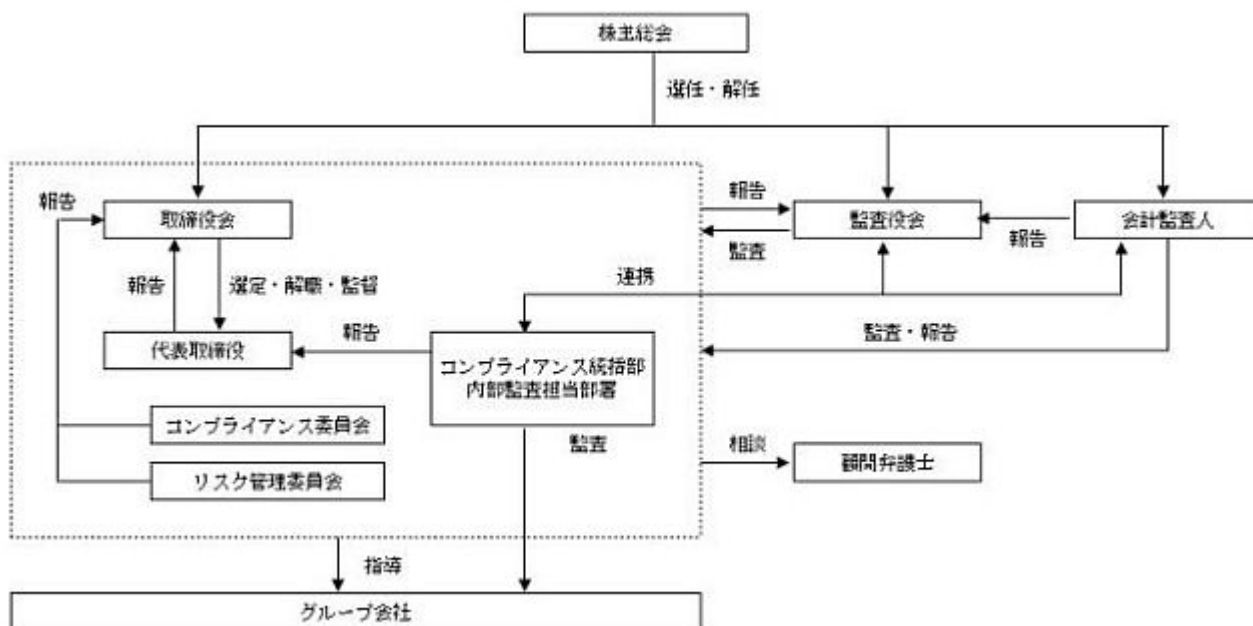 株主総会
選任・解任
報告
取締役会
報告
監査役会
報告
会計監査人
監査
報告
選定・解職・監督
連携
代表取締役
報告
コンプライアンス統括部
内部監査担当部署
監査・報告
コンプライアンス委員会
監査
相談
顧問弁護士
リスク管理委員会
指導
グループ会社